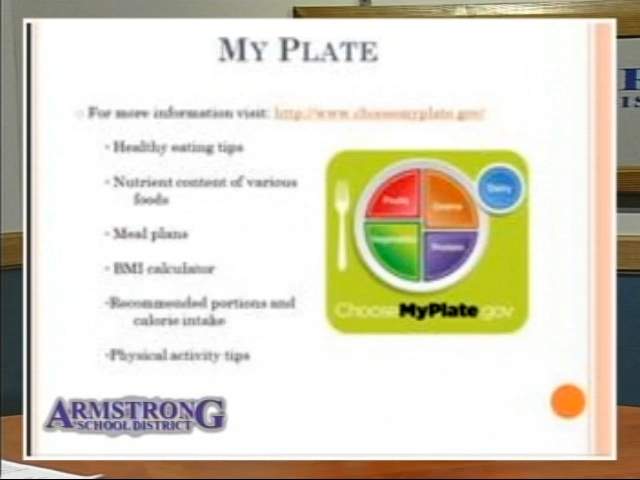 MY PLATE
For more information visit: http://www.choosemyplate.gov/
Healthy eating tips
Nutrient content of various
foods
Meal plans
BMI calculator
Recommended portions and
calorie intake
Physical activity tips
Fruits
Grains
Dairy
Vegetables
Protein
ChooseMyPlate.gov
ARMSTRONG
SCHOOL DISTRICT